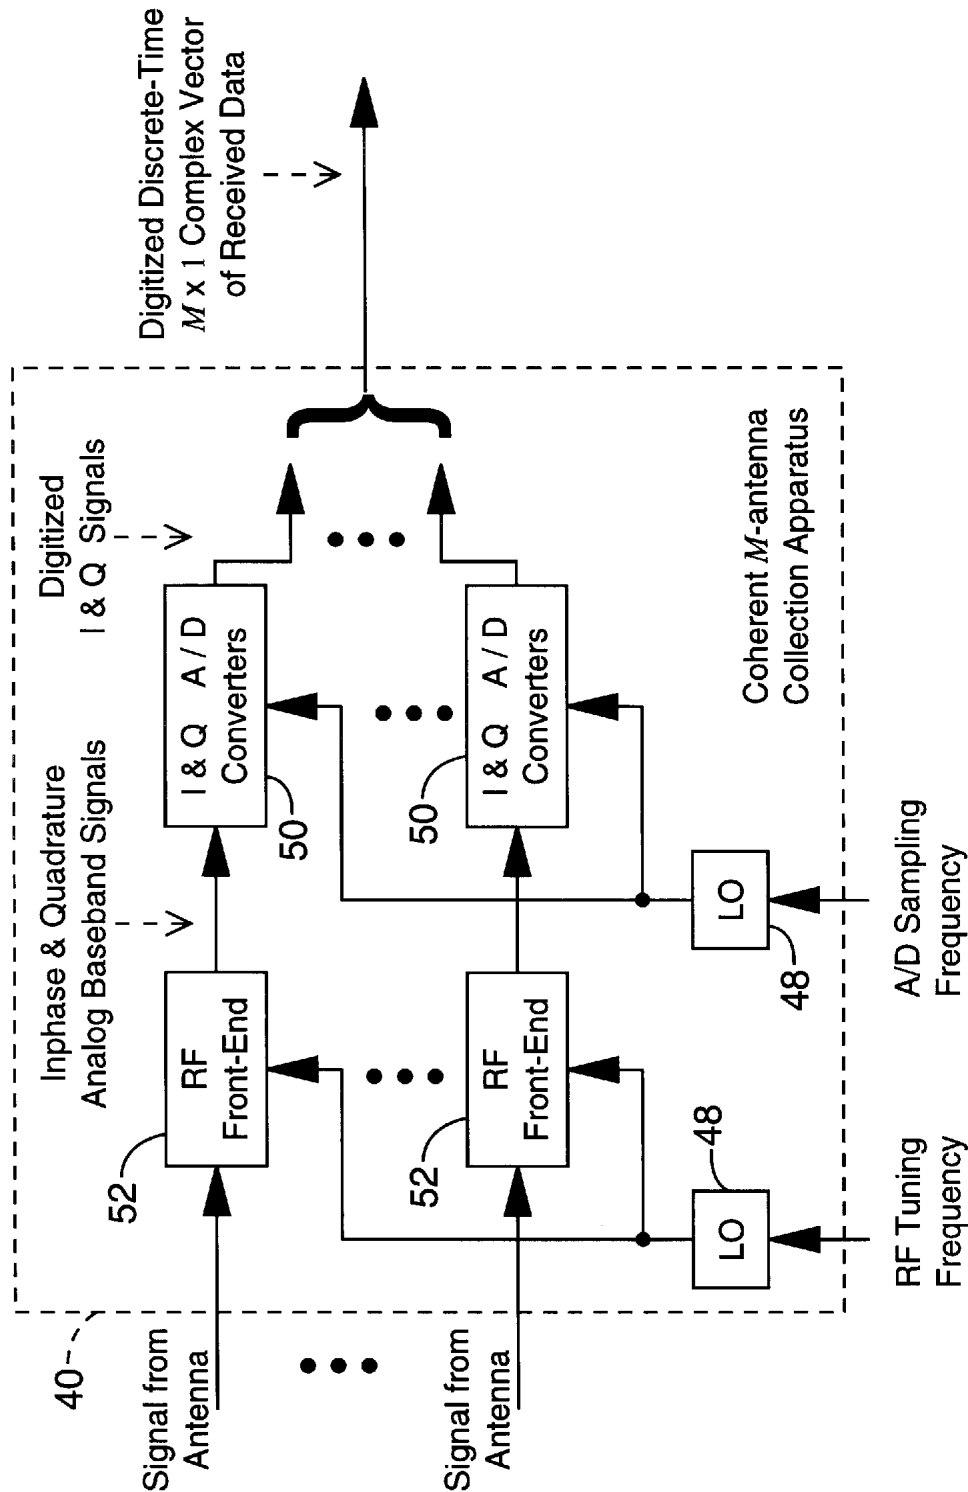 Digitized Discrete-Time
M x 1 Complex Vector
of Received Data
Digitized
I & Q Signals
Inphase & Quadrature
Analog Baseband Signals
40
Signal from
Antenna
52
RF
Front-End
I & Q A / D
Converters
50
Signal from
Antenna
52
RF
Front-End
50
I & Q A / D
Converters
LO
48
LO
48
Coherent M-antenna
Collection Apparatus
RF Tuning
Frequency
A/D Sampling
Frequency